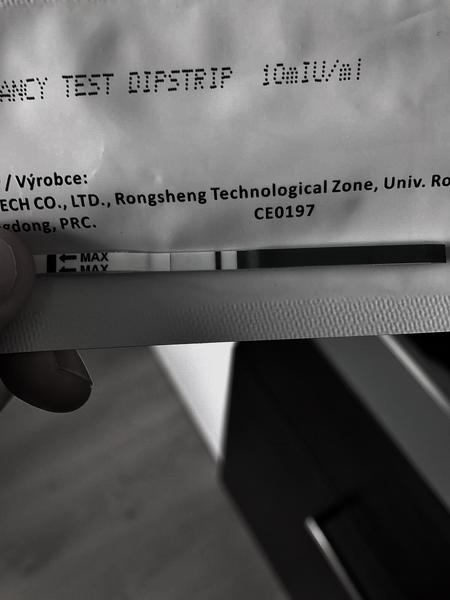 ANCY TEST DIPSTRIP 10mIU/ml
/ Výrobce:
ECH CO., LTD., Rongsheng Technological Zone, Univ. Ro
gdong, PRC.
CE0197
MAX
MAX